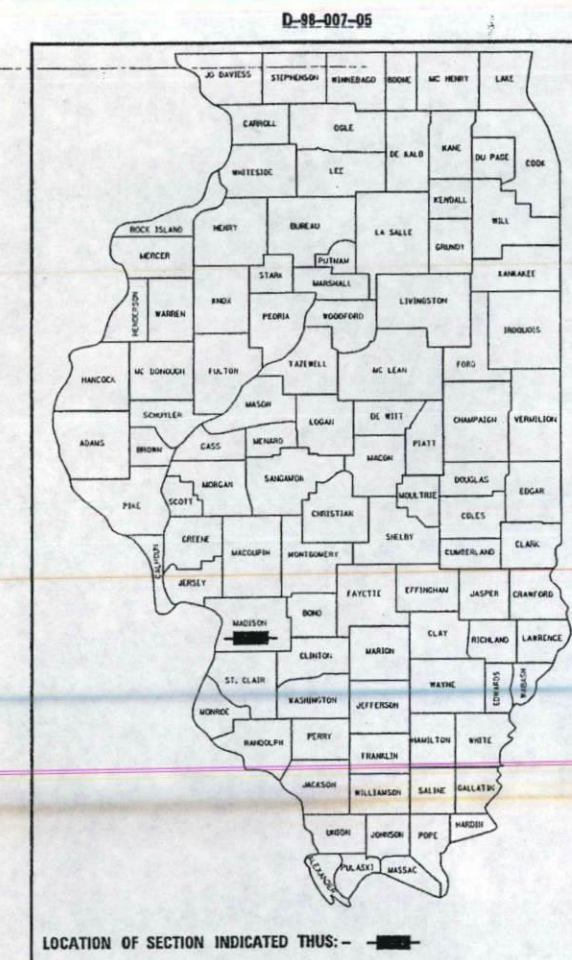 D-98-007-05
JO DAVIESS STEPHENSON WINNEBAGO BOONE MC HENRY LAKE
CARROLL OGLE
DE KALB KANE DU PAGE COOK
WHITESIDE LEE
KENDALL WILL
ROCK ISLAND HENRY BUREAU LA SALLE
MERCER PUTNAM GRUNDY
STARK MARSHALL KANKAKEE
HENDERSON WARREN KNOX PEORIA WOODFORD LIVINGSTON
IROQUOIS
HANCOCK MC DONOUGH FULTON TAZEWELL MC LEAN FORD
SCHUYLER MASON LOGAN DE WITT CHAMPAIGN VERMILION
ADAMS BROWN CASS MENARD PIATT
MACON
PIKE SCOTT MORGAN SANGAMON MOULTRIE DOUGLAS EDGAR
CHRISTIAN COLES
GREENE MACOUPIN MONTGOMERY SHELBY
CALHOUN CUMBERLAND CLARK
JERSEY FAYETTE EFFINGHAM JASPER CRAWFORD
MADISON BOND CLAY RICHLAND LAWRENCE
CLINTON MARION
ST. CLAIR WAYNE EDWARDS WABASH
WASHINGTON JEFFERSON
MONROE
RANDOLPH PERRY HAMILTON WHITE
FRANKLIN
JACKSON WILLIAMSON SALINE GALLATIN
UNION JOHNSON POPE HARDIN
ALEXANDER PULASKI MASSAC
LOCATION OF SECTION INDICATED THUS: -